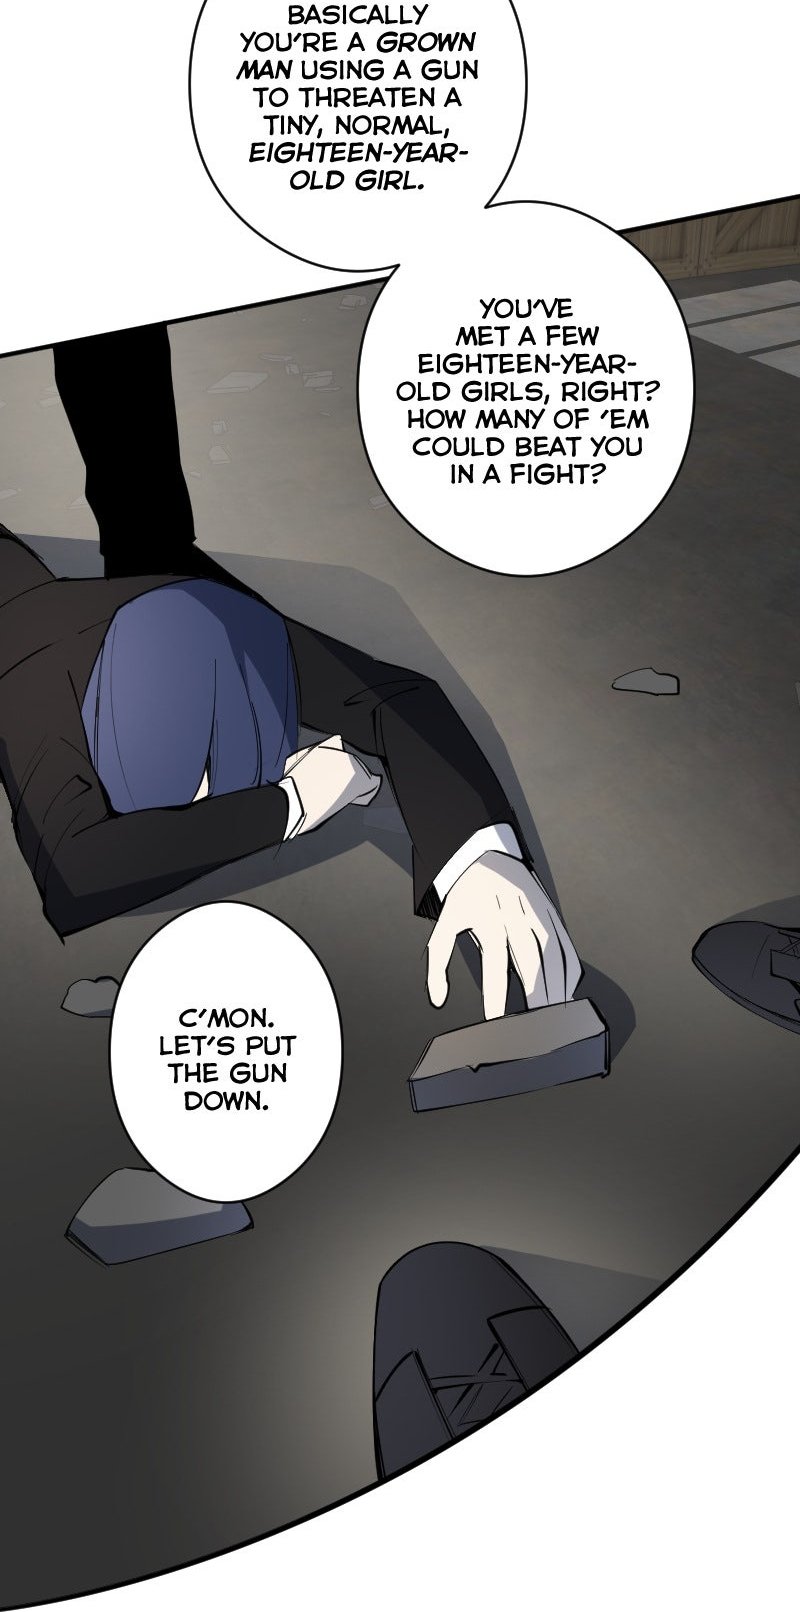 BASICALLY
YOU'RE A GROWN
MAN USING A GUN
TO THREATEN A
TINY, NORMAL,
EIGHTEEN-YEAR-
OLD GIRL.
YOU'VE
MET A FEW
EIGHTEEN-YEAR-
OLD GIRLS, RIGHT?
HOW MANY OF 'EM
COULD BEAT YOU
IN A FIGHT?
C'MON.
LET'S PUT
THE GUN
DOWN.